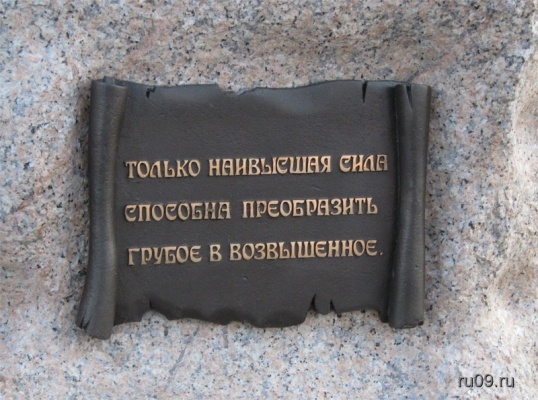 ТОЛЬКО НАИВЫСШАЯ СИЛА
СПОСОБНА ПРЕОБРАЗИТЬ
ГРУБОЕ В ВОЗВЫШЕННОЕ.
ru09.ru